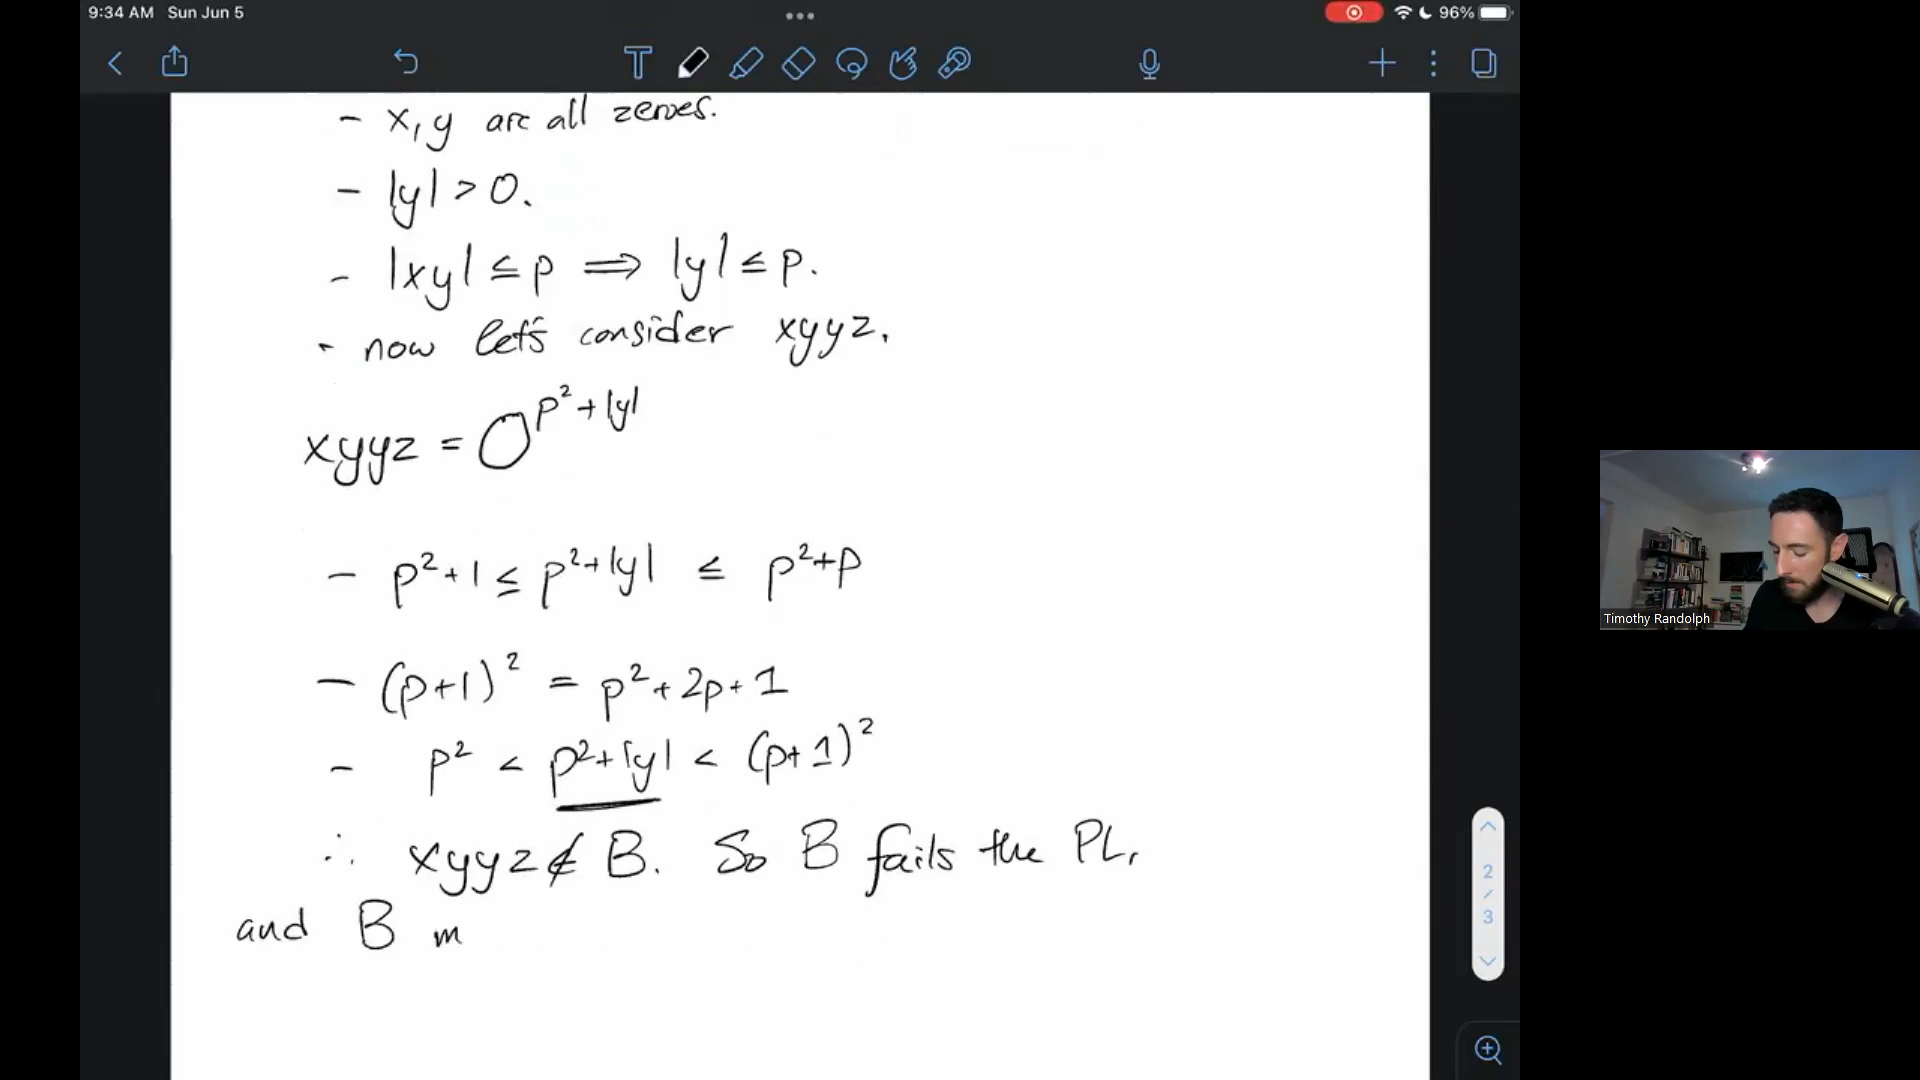 9:34 AM Sun Jun 5
96%
T
- x, y are all zeroes.
- |y| > 0.
- |xy| ≤ p ⟹ |y| ≤ p.
- now let's consider xyyz.
xyyz = 0^{p² + |y|}
- p² + 1 ≤ p² + |y| ≤ p² + p
- (p+1)² = p² + 2p + 1
- p² < p² + |y| < (p+1)²
∴ xyyz ∉ B. So B fails the PL,
and B m
2
/
3
Timothy Randolph